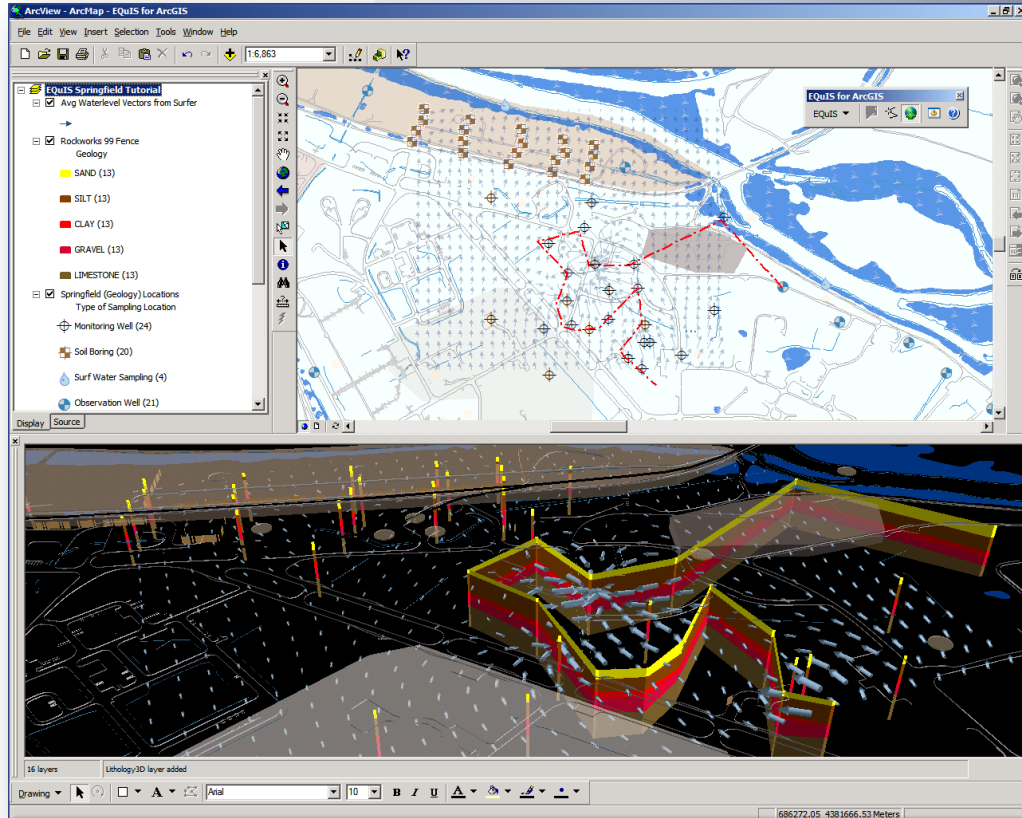 ArcView - ArcMap - EQuIS for ArcGIS
File Edit View Insert Selection Tools Window Help
1:6,863
EQuIS Springfield Tutorial
Avg Waterlevel Vectors from Surfer
Rockworks 99 Fence
Geology
SAND (13)
SILT (13)
CLAY (13)
GRAVEL (13)
LIMESTONE (13)
Springfield (Geology) Locations
Type of Sampling Location
Monitoring Well (24)
Soil Boring (20)
Surf Water Sampling (4)
Observation Well (21)
Display Source
EQuIS for ArcGIS
EQuIS
16 layers Lithology3D layer added
Drawing A Arial 10 B I U A
686272.05 4381666.53 Meters